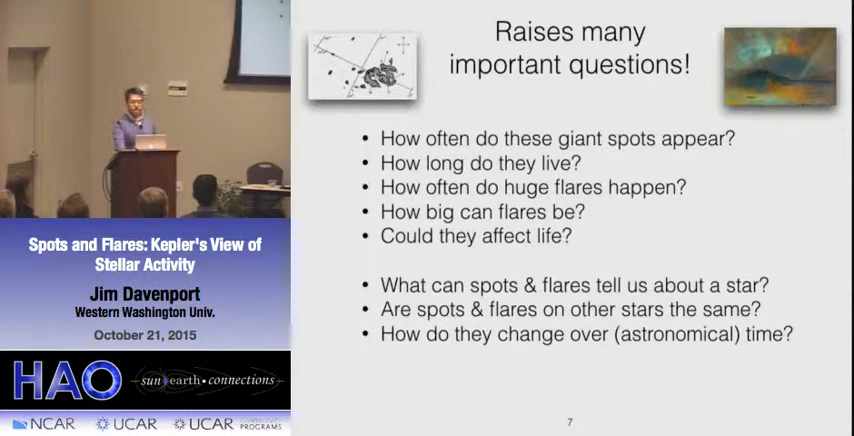 Raises many
important questions!
• How often do these giant spots appear?
• How long do they live?
• How often do huge flares happen?
• How big can flares be?
• Could they affect life?
• What can spots & flares tell us about a star?
• Are spots & flares on other stars the same?
• How do they change over (astronomical) time?
7
Spots and Flares: Kepler's View of
Stellar Activity
Jim Davenport
Western Washington Univ.
October 21, 2015
HAO
sun earth • connections
NCAR
UCAR
UCAR
PROGRAMS